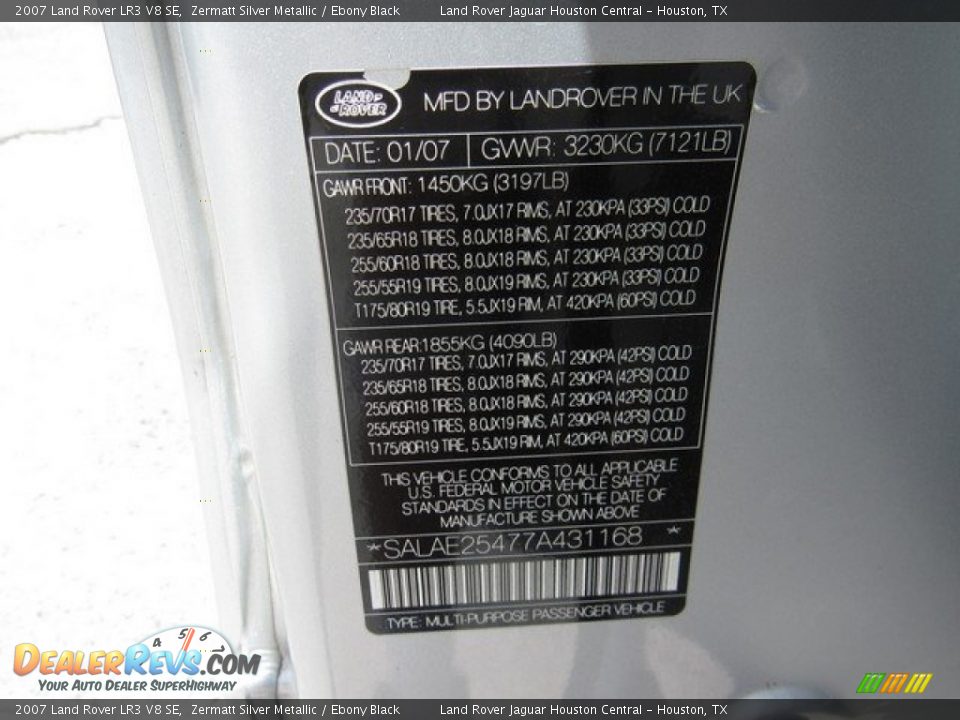 2007 Land Rover LR3 V8 SE, Zermatt Silver Metallic / Ebony Black Land Rover Jaguar Houston Central - Houston, TX
LAND ROVER
MFD BY LANDROVER IN THE UK
DATE: 01/07 GVWR: 3230KG (7121LB)
GAWR FRONT: 1450KG (3197LB)
235/70R17 TIRES, 7.0JX17 RIMS, AT 230KPA (33PSI) COLD
235/65R18 TIRES, 8.0JX18 RIMS, AT 230KPA (33PSI) COLD
255/60R18 TIRES, 8.0JX18 RIMS, AT 230KPA (33PSI) COLD
255/55R19 TIRES, 8.0JX19 RIMS, AT 230KPA (33PSI) COLD
T175/80R19 TIRE, 5.5JX19 RIM, AT 420KPA (60PSI) COLD
GAWR REAR: 1855KG (4090LB)
235/70R17 TIRES, 7.0JX17 RIMS, AT 290KPA (42PSI) COLD
235/65R18 TIRES, 8.0JX18 RIMS, AT 290KPA (42PSI) COLD
255/60R18 TIRES, 8.0JX18 RIMS, AT 290KPA (42PSI) COLD
255/55R19 TIRES, 8.0JX19 RIMS, AT 290KPA (42PSI) COLD
T175/80R19 TIRE, 5.5JX19 RIM, AT 420KPA (60PSI) COLD
THIS VEHICLE CONFORMS TO ALL APPLICABLE
U.S. FEDERAL MOTOR VEHICLE SAFETY
STANDARDS IN EFFECT ON THE DATE OF
MANUFACTURE SHOWN ABOVE
*SALAE25477A431168 *
TYPE: MULTI-PURPOSE PASSENGER VEHICLE
4 5 6
DEALERREVS.COM
YOUR AUTO DEALER SUPERHIGHWAY
2007 Land Rover LR3 V8 SE, Zermatt Silver Metallic / Ebony Black Land Rover Jaguar Houston Central - Houston, TX